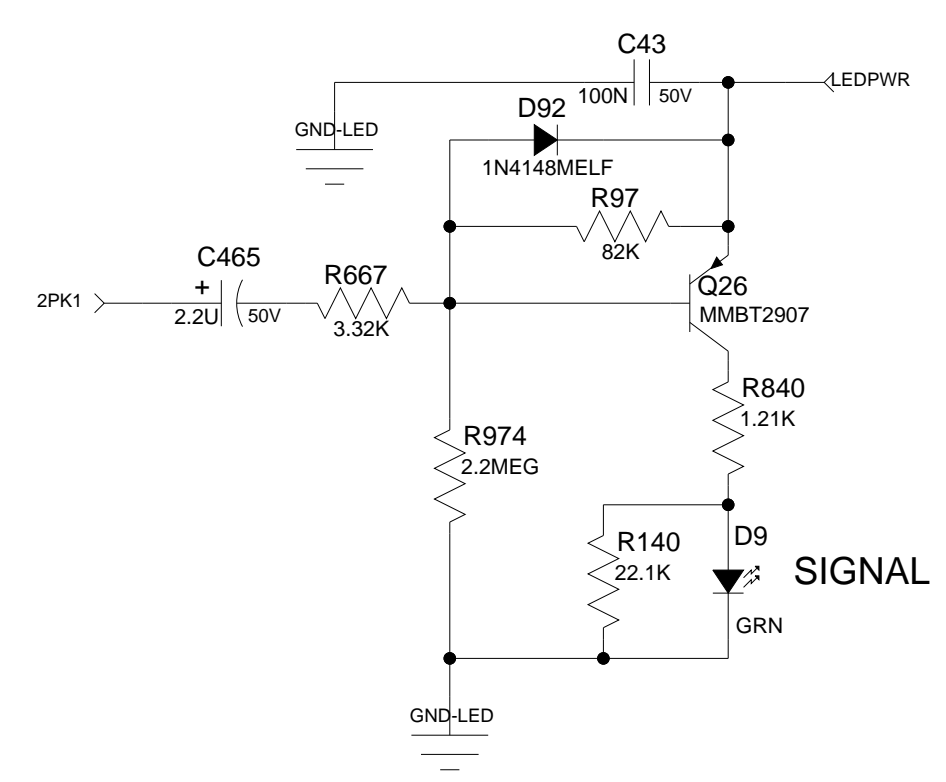 C43
100N
50V
LEDPWR
D92
1N4148MELF
GND-LED
R97
82K
C465
+
2.2U
50V
2PK1
R667
3.32K
Q26
MMBT2907
R840
1.21K
R974
2.2MEG
R140
22.1K
D9
SIGNAL
GRN
GND-LED